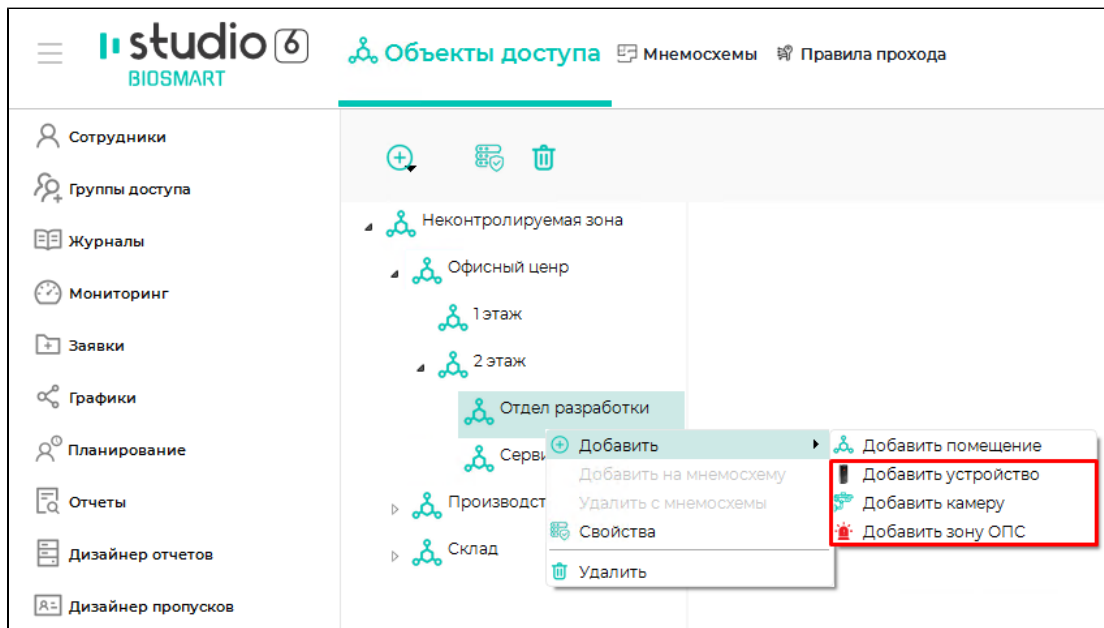 studio 6
BIOSMART
Объекты доступа
Мнемосхемы
Правила прохода
Сотрудники
Группы доступа
Журналы
Мониторинг
Заявки
Графики
Планирование
Отчеты
Дизайнер отчетов
Дизайнер пропусков
Неконтролируемая зона
Офисный ценр
1 этаж
2 этаж
Отдел разработки
Серви
Производст
Склад
Добавить
Добавить на мнемосхему
Удалить с мнемосхемы
Свойства
Удалить
Добавить помещение
Добавить устройство
Добавить камеру
Добавить зону ОПС